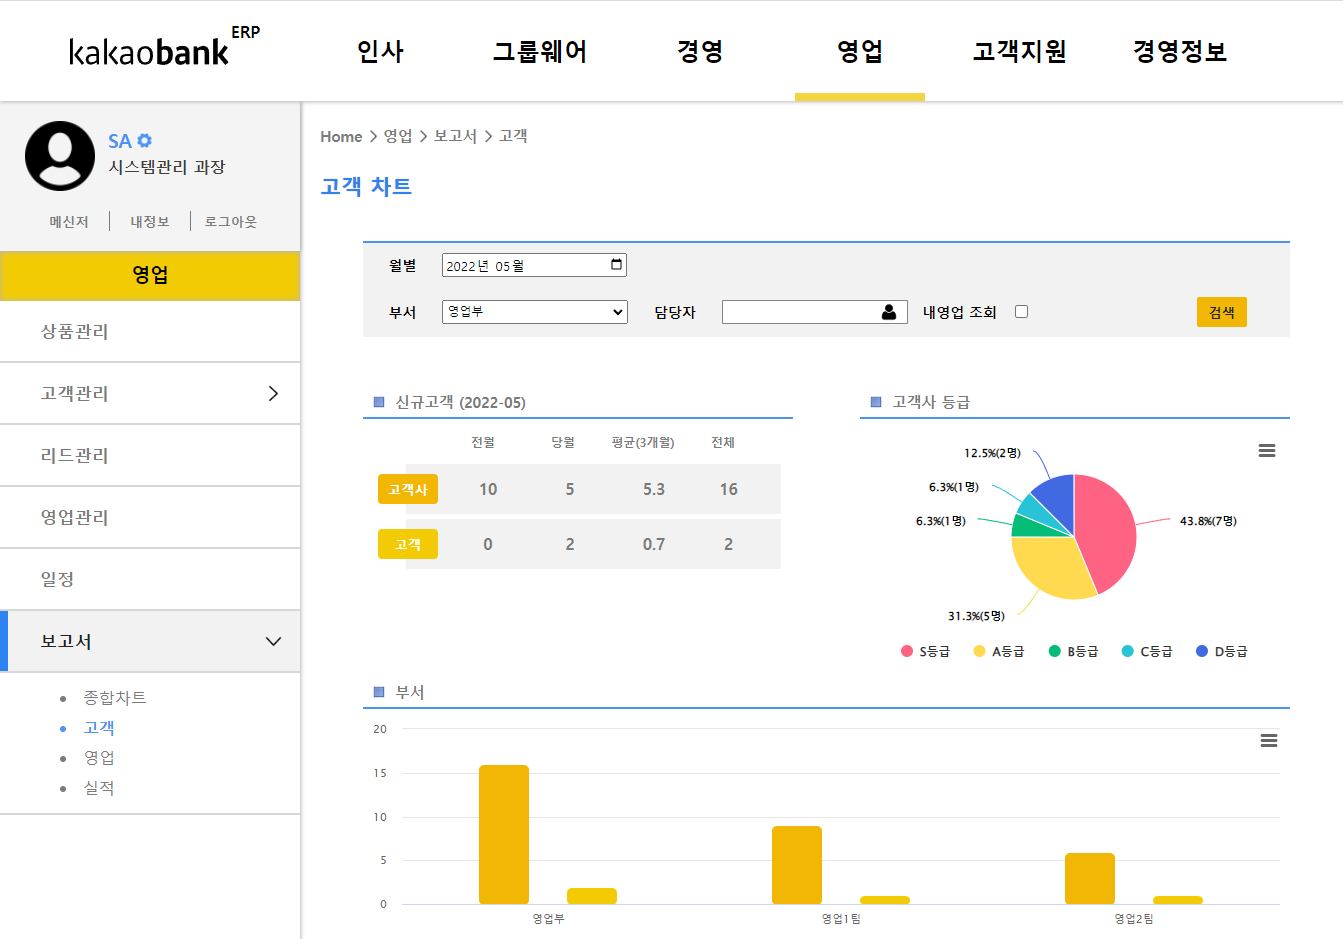 kakaobank ERP
인사 그룹웨어 경영 영업 고객지원 경영정보
SA
시스템관리 과장
메신저 내정보 로그아웃
영업
상품관리
고객관리
리드관리
영업관리
일정
보고서
종합차트
고객
영업
실적
Home > 영업 > 보고서 > 고객
고객 차트
월별 2022년 05월
부서 영업부 담당자 내영업 조회 검색
신규고객 (2022-05)
전월 당월 평균(3개월) 전체
고객사 10 5 5.3 16
고객 0 2 0.7 2
고객사 등급
12.5%(2명)
6.3%(1명)
6.3%(1명)
43.8%(7명)
31.3%(5명)
S등급 A등급 B등급 C등급 D등급
부서
20
15
10
5
0
영업부 영업1팀 영업2팀